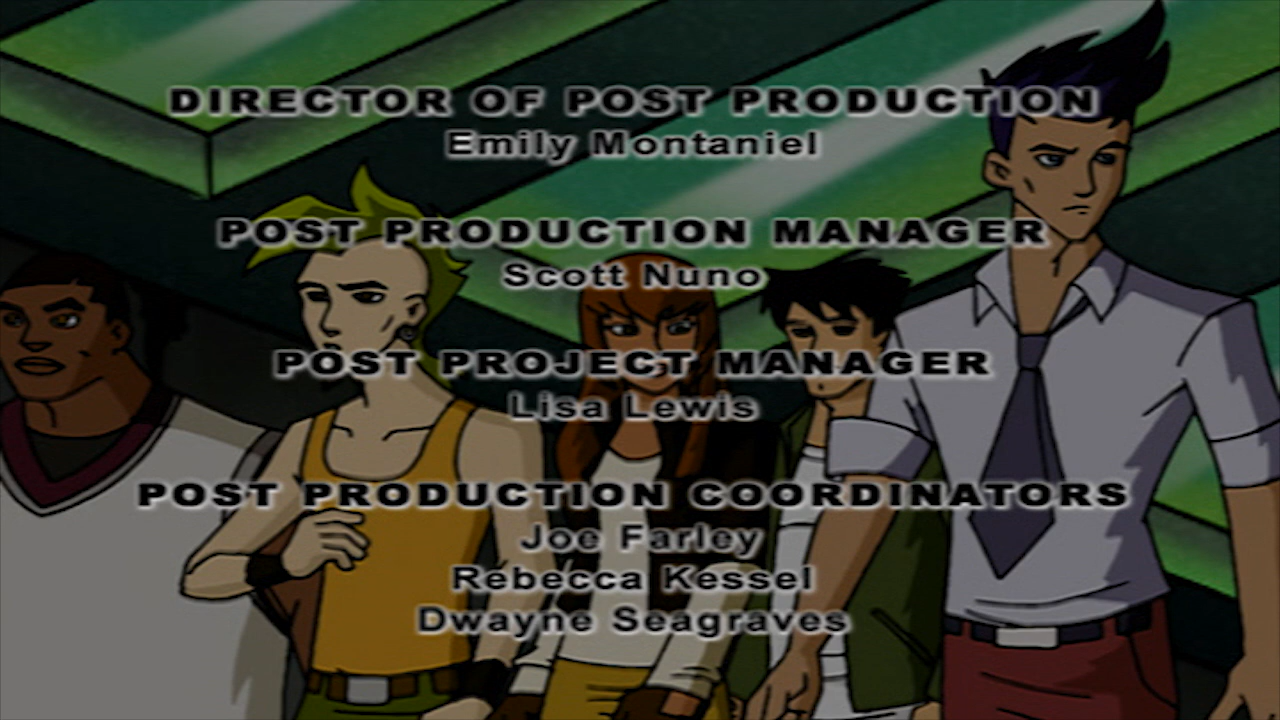 DIRECTOR OF POST PRODUCTION
Emily Montaniel
POST PRODUCTION MANAGER
Scott Nuno
POST PROJECT MANAGER
Lisa Lewis
POST PRODUCTION COORDINATORS
Joe Farley
Rebecca Kessel
Dwayne Seagraves